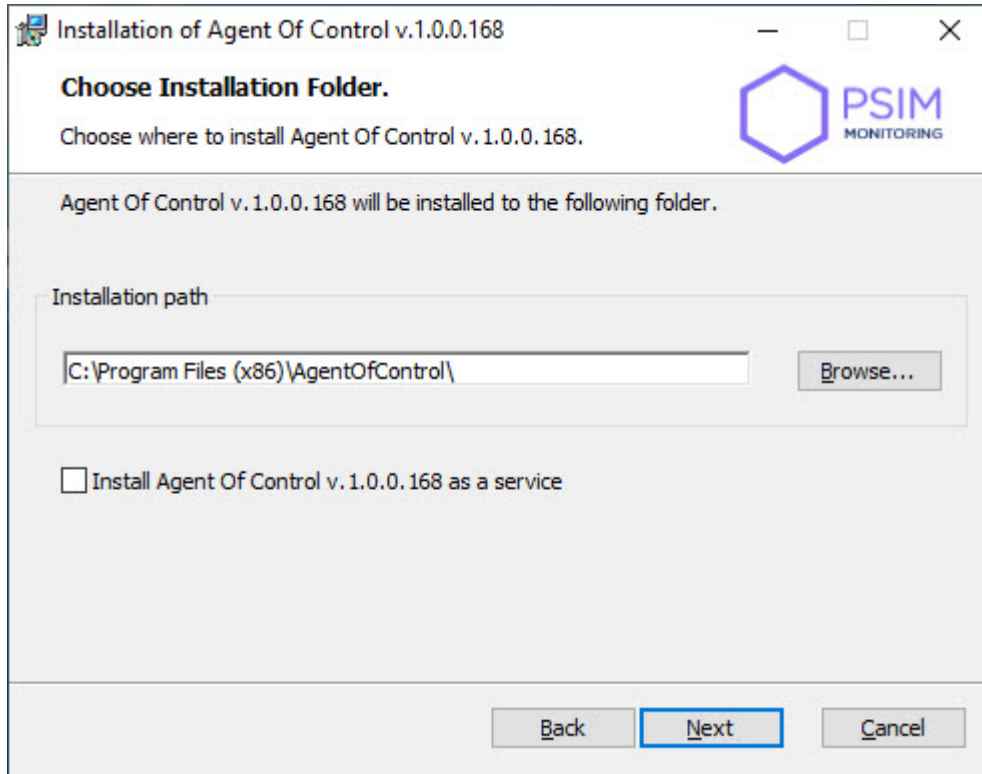 Installation of Agent Of Control v.1.0.0.168
Choose Installation Folder.
Choose where to install Agent Of Control v.1.0.0.168.
PSIM
MONITORING
Agent Of Control v.1.0.0.168 will be installed to the following folder.
Installation path
C:\Program Files (x86)\AgentOfControl\
Browse...
Install Agent Of Control v.1.0.0.168 as a service
Back Next Cancel